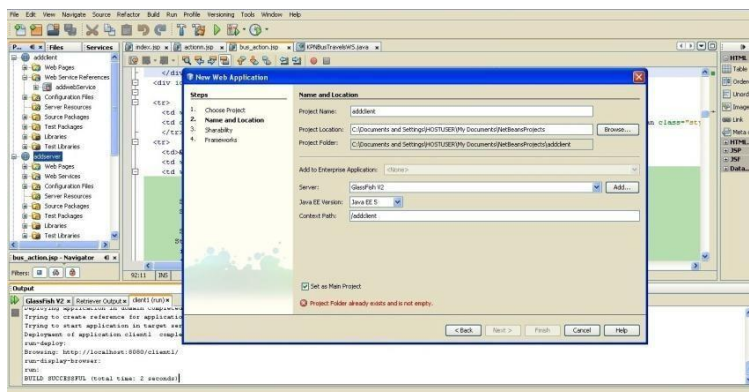 File Edit View Navigate Source Refactor Build Run Profile Versioning Tools Window Help
Files Services
index.jsp bus_action.jsp KPNBusTravelsWS.java
addclient
Web Pages
Web Service References
addwebService
Configuration Files
Server Resources
Source Packages
Test Packages
Libraries
Test Libraries
addserver
Web Pages
Web Services
Configuration Files
Server Resources
Source Packages
Test Packages
Libraries
Test Libraries
bus_action.jsp - Navigator
Filters:
<tr>
<tr>
92:11 INS
New Web Application
Steps
1. Choose Project
2. Name and Location
3. Sharability
4. Frameworks
Name and Location
Project Name: addclient
Project Location: C:\Documents and Settings\HOSTUSER\My Documents\NetBeansProjects Browse...
Project Folder: C:\Documents and Settings\HOSTUSER\My Documents\NetBeansProjects\addclient
Add to Enterprise Application: <None>
Server: GlassFish V2 Add...
Java EE Version: Java EE 5
Context Path: /addclient
Set as Main Project
Project Folder already exists and is not empty.
< Back Next > Finish Cancel Help
HTML
Table
Link
JSF
Output
GlassFish V2 Retriever Output client1 (run)
Trying to create reference for applicatio
Trying to start application in target ser
Deployment of application client1 comple
run-deploy:
Browsing: http://localhost:8080/client1/
run-display-browser:
run:
BUILD SUCCESSFUL (total time: 2 seconds)